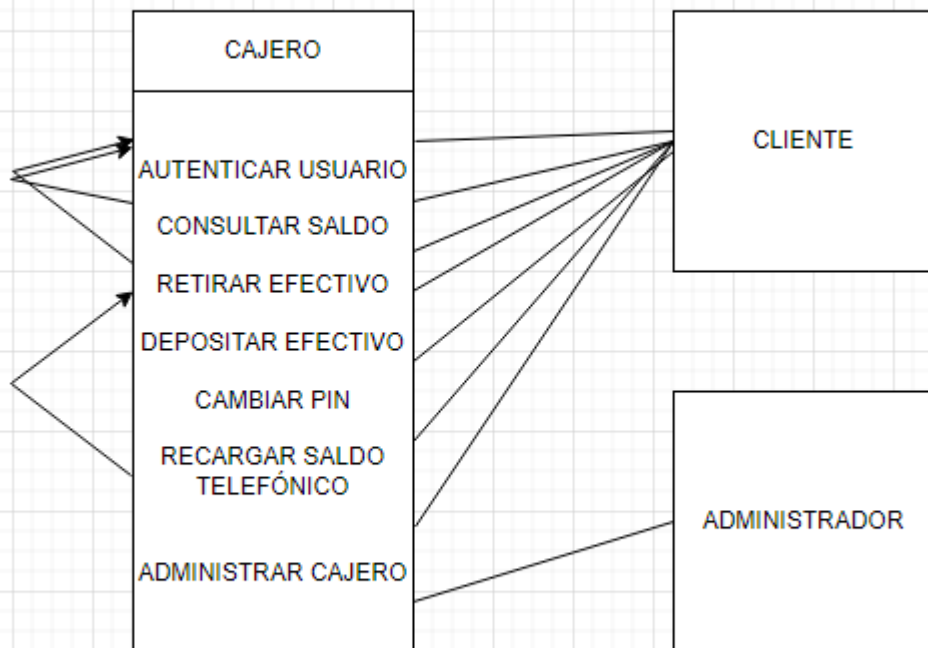 CAJERO
CLIENTE
AUTENTICAR USUARIO
CONSULTAR SALDO
RETIRAR EFECTIVO
DEPOSITAR EFECTIVO
CAMBIAR PIN
RECARGAR SALDO
TELEFÓNICO
ADMINISTRADOR
ADMINISTRAR CAJERO